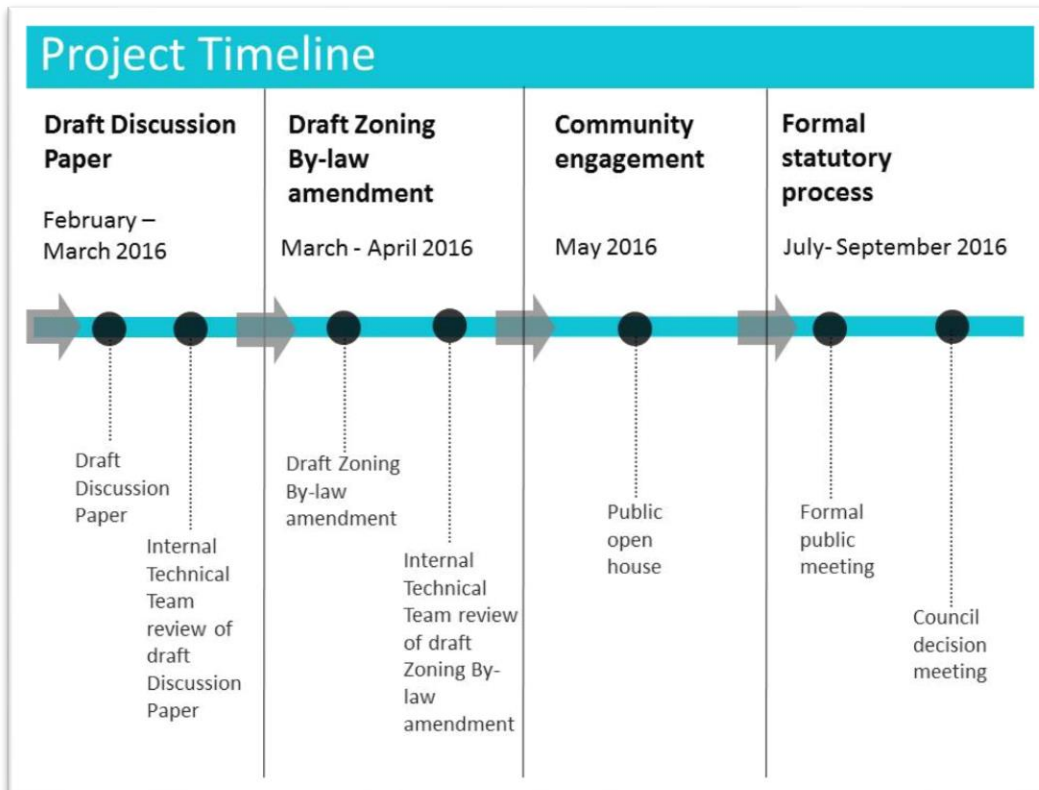 Project Timeline
Draft Discussion
Paper
February –
March 2016
Draft Zoning
By-law
amendment
March - April 2016
Community
engagement
May 2016
Formal
statutory
process
July- September 2016
Draft
Discussion
Paper
Internal
Technical
Team
review of
draft
Discussion
Paper
Draft Zoning
By-law
amendment
Internal
Technical
Team review
of draft
Zoning By-
law
amendment
Public
open
house
Formal
public
meeting
Council
decision
meeting